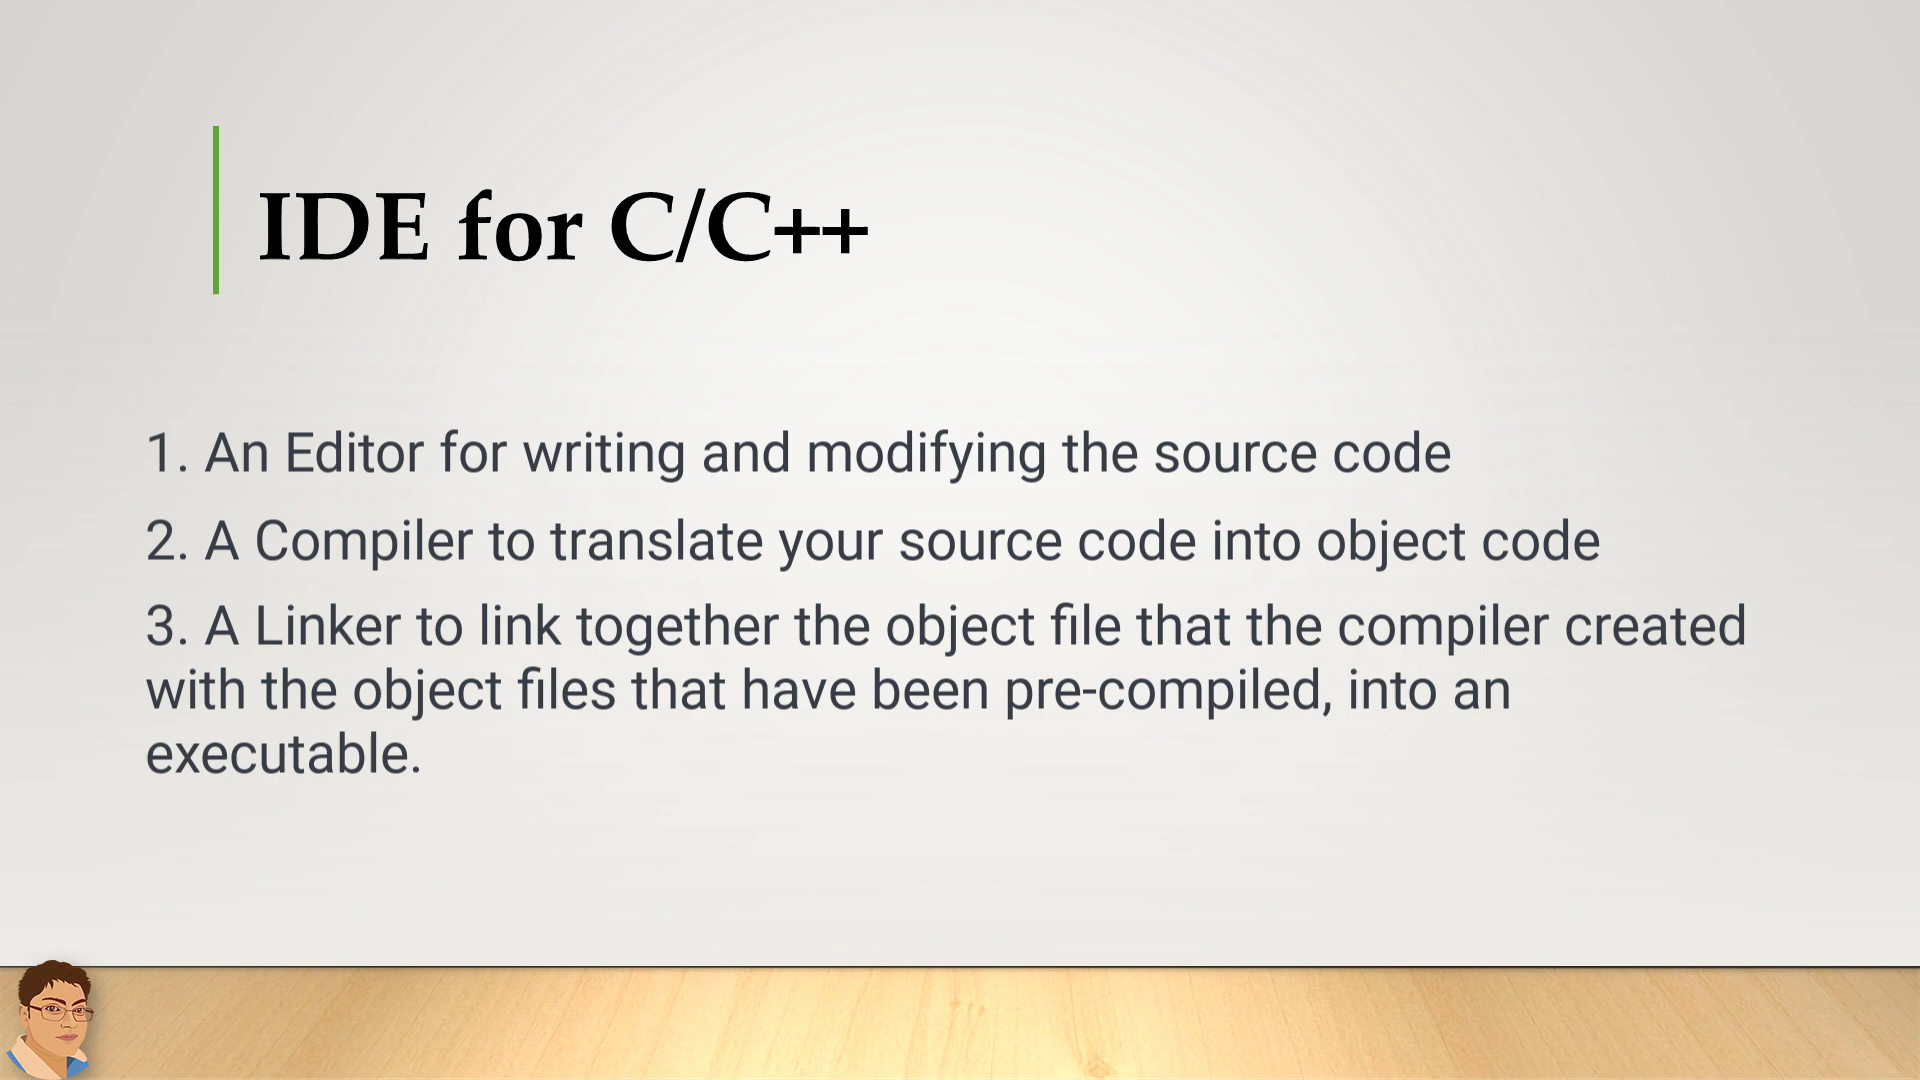 IDE for C/C++
1. An Editor for writing and modifying the source code
2. A Compiler to translate your source code into object code
3. A Linker to link together the object file that the compiler created
with the object files that have been pre-compiled, into an
executable.